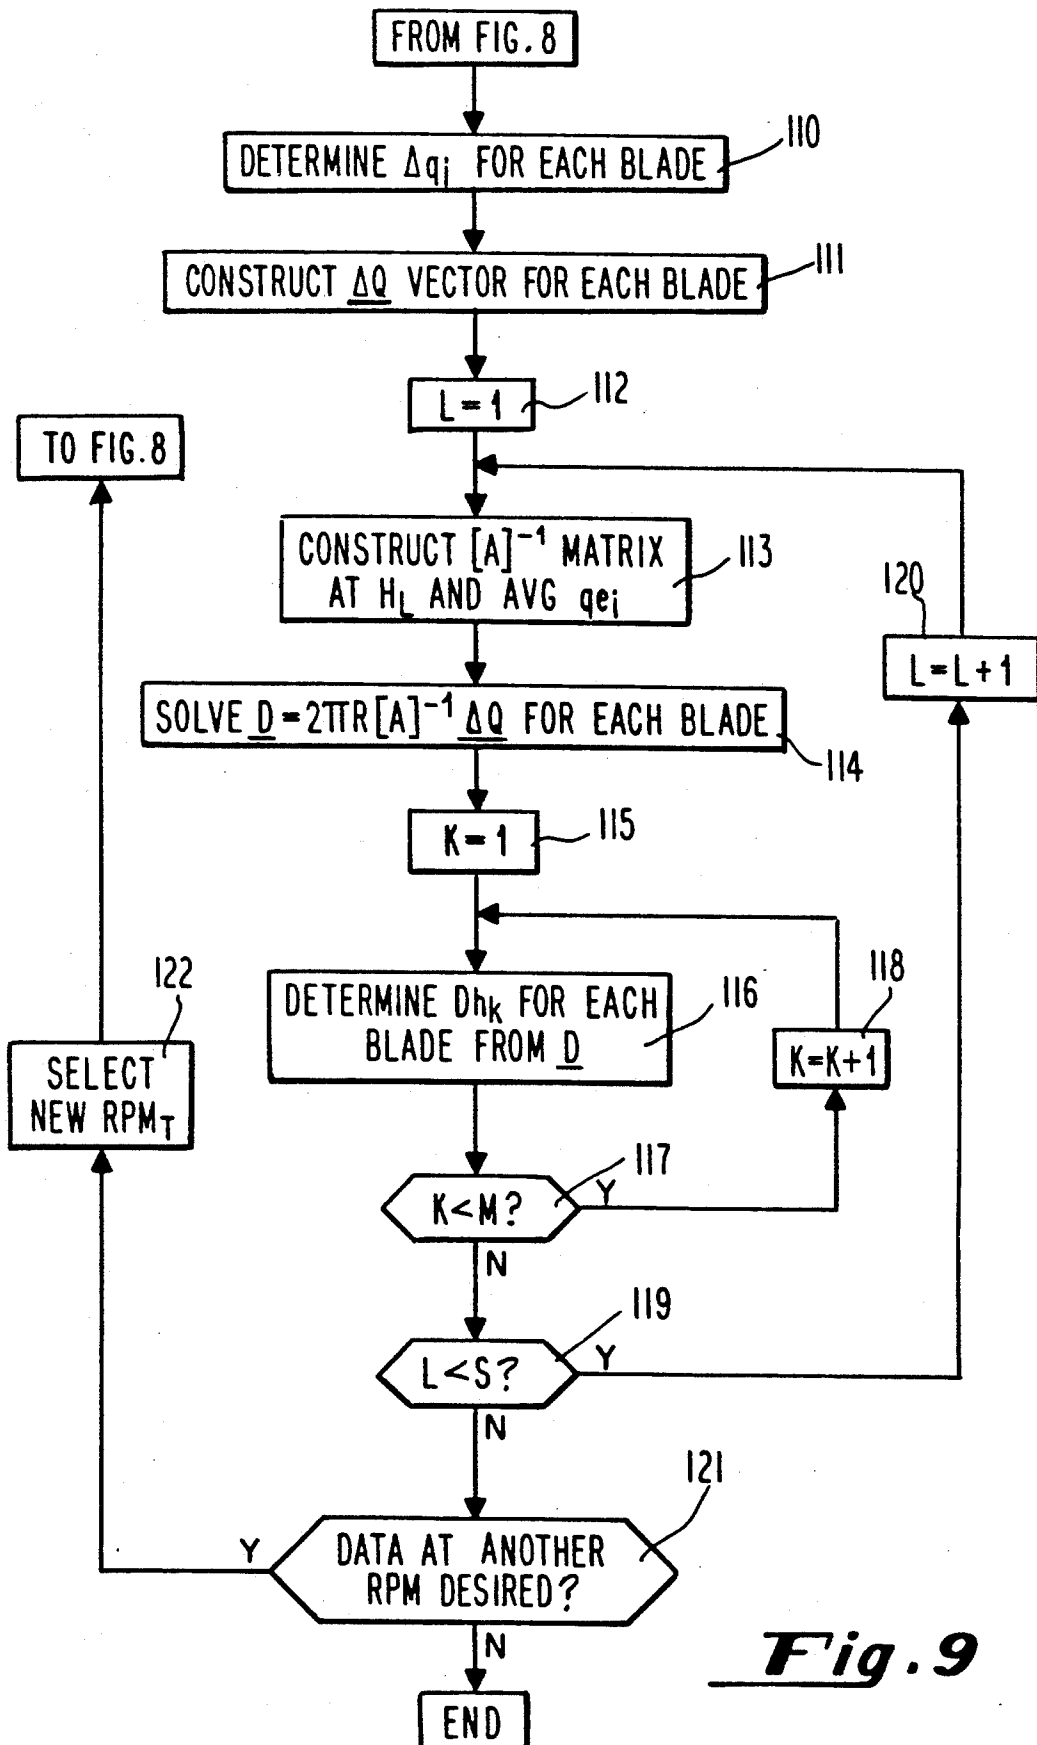 FROM FIG. 8
110
DETERMINE Δqi FOR EACH BLADE
111
CONSTRUCT ΔQ VECTOR FOR EACH BLADE
L = 1
112
TO FIG. 8
CONSTRUCT [A]⁻¹ MATRIX
AT HL AND AVG qei
113
120
L=L+1
SOLVE D = 2πR[A]⁻¹ ΔQ FOR EACH BLADE
114
K = 1
115
DETERMINE Dhk FOR EACH
BLADE FROM D
116
118
K=K+1
122
SELECT
NEW RPMT
117
K<M?
Y
N
119
L<S?
Y
N
121
DATA AT ANOTHER
RPM DESIRED?
Y
N
END
Fig. 9